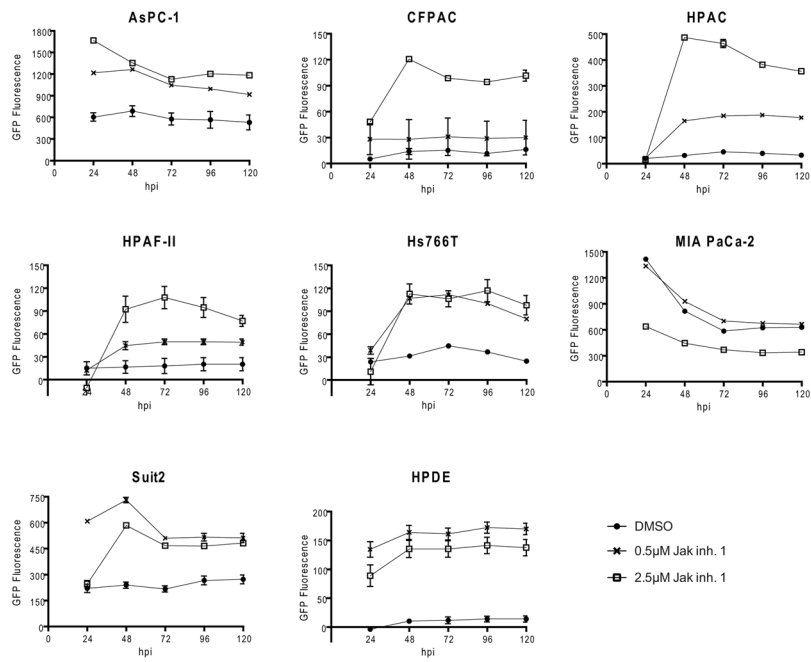 AsPC-1
GFP Fluorescence
1800
1500
1200
900
600
300
0
0 24 48 72 96 120
hpi
CFPAC
GFP Fluorescence
150
120
90
60
30
0
0 24 48 72 96 120
hpi
HPAC
GFP Fluorescence
500
400
300
200
100
0
0 24 48 72 96 120
hpi
HPAF-II
GFP Fluorescence
150
120
90
60
30
0
0 24 48 72 96 120
hpi
Hs766T
GFP Fluorescence
150
120
90
60
30
0
0 24 48 72 96 120
hpi
MIA PaCa-2
GFP Fluorescence
1500
1200
900
600
300
0
0 24 48 72 96 120
hpi
Suit2
GFP Fluorescence
750
600
450
300
150
0
0 24 48 72 96 120
hpi
HPDE
GFP Fluorescence
200
150
100
50
0
0 24 48 72 96 120
hpi
DMSO
0.5µM Jak inh. 1
2.5µM Jak inh. 1